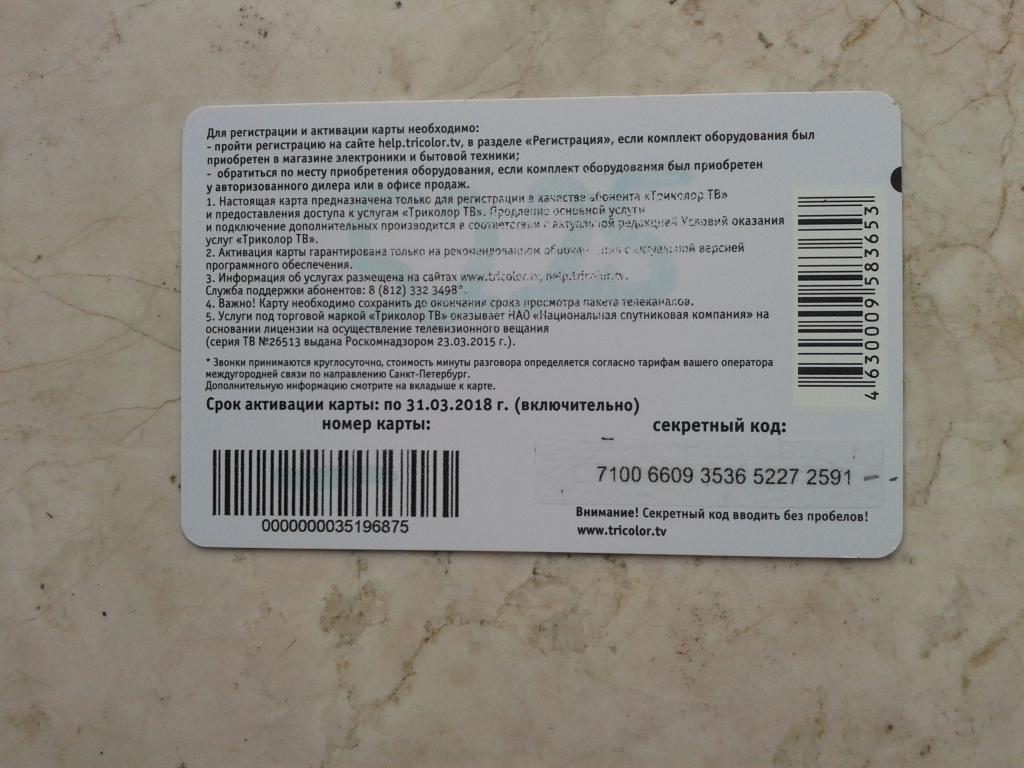 Для регистрации и активации карты необходимо:
- пройти регистрацию на сайте help.tricolor.tv, в разделе «Регистрация», если комплект оборудования был
приобретен в магазине электроники и бытовой техники;
- обратиться по месту приобретения оборудования, если комплект оборудования был приобретен
у авторизованного дилера или в офисе продаж.
1. Настоящая карта предназначена только для регистрации в качестве абонента «Триколор ТВ»
и предоставления доступа к услугам «Триколор ТВ». Продление основной услуги
и подключение дополнительных производится в соответствии с актуальной редакцией Условий оказания
услуг «Триколор ТВ».
2. Активация карты гарантирована только на рекомендованном с актуальной версией
программного обеспечения.
3. Информация об услугах размещена на сайтах www.tricolor.tv, help.tricolor.tv.
Служба поддержки абонентов: 8 (812) 332 3498*.
4. Важно! Карту необходимо сохранить до окончания срока просмотра пакета телеканалов.
5. Услуги под торговой маркой «Триколор ТВ» оказывает НАО «Национальная спутниковая компания» на
основании лицензии на осуществление телевизионного вещания
(серия ТВ №26513 выдана Роскомнадзором 23.03.2015 г.).
* Звонки принимаются круглосуточно, стоимость минуты разговора определяется согласно тарифам вашего оператора
междугородней связи по направлению Санкт-Петербург.
Дополнительную информацию смотрите на вкладыше к карте.
Срок активации карты: по 31.03.2018 г. (включительно)
номер карты:
0000000035196875
секретный код:
7100 6609 3536 5227 2591
Внимание! Секретный код вводить без пробелов!
www.tricolor.tv
4 630009 583653